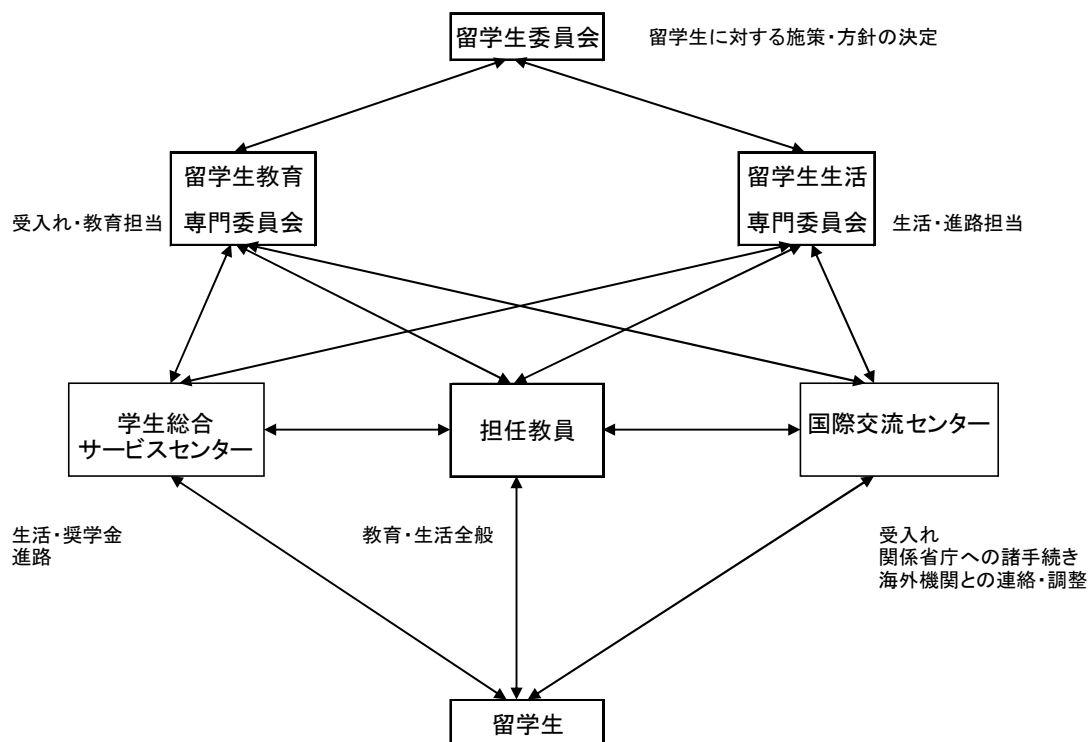 留学生委員会
留学生に対する施策・方針の決定
留学生教育
専門委員会
受入れ・教育担当
留学生生活
専門委員会
生活・進路担当
学生総合
サービスセンター
担任教員
国際交流センター
生活・奨学金
進路
教育・生活全般
受入れ
関係省庁への諸手続き
海外機関との連絡・調整
留学生